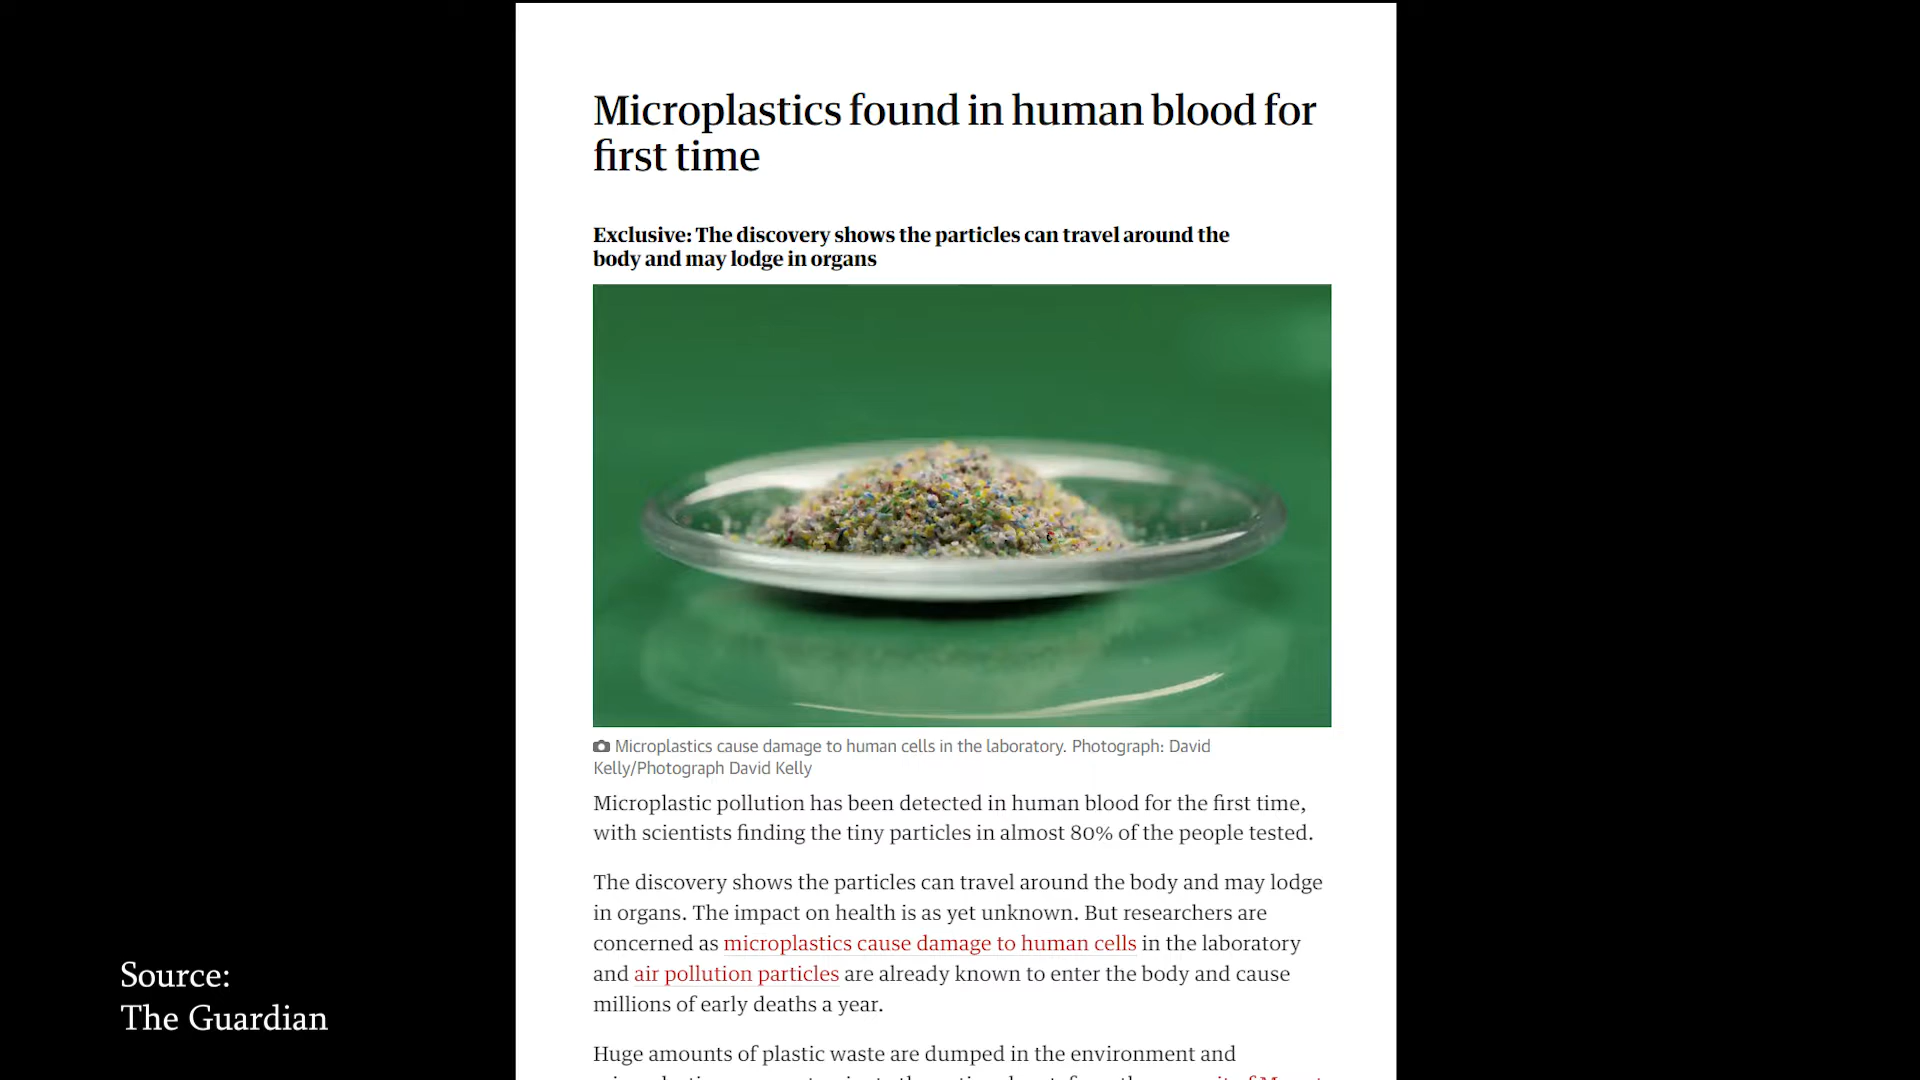 Microplastics found in human blood for
first time
Exclusive: The discovery shows the particles can travel around the
body and may lodge in organs
Microplastics cause damage to human cells in the laboratory. Photograph: David
Kelly/Photograph David Kelly
Microplastic pollution has been detected in human blood for the first time,
with scientists finding the tiny particles in almost 80% of the people tested.
The discovery shows the particles can travel around the body and may lodge
in organs. The impact on health is as yet unknown. But researchers are
concerned as microplastics cause damage to human cells in the laboratory
and air pollution particles are already known to enter the body and cause
millions of early deaths a year.
Huge amounts of plastic waste are dumped in the environment and
Source:
The Guardian